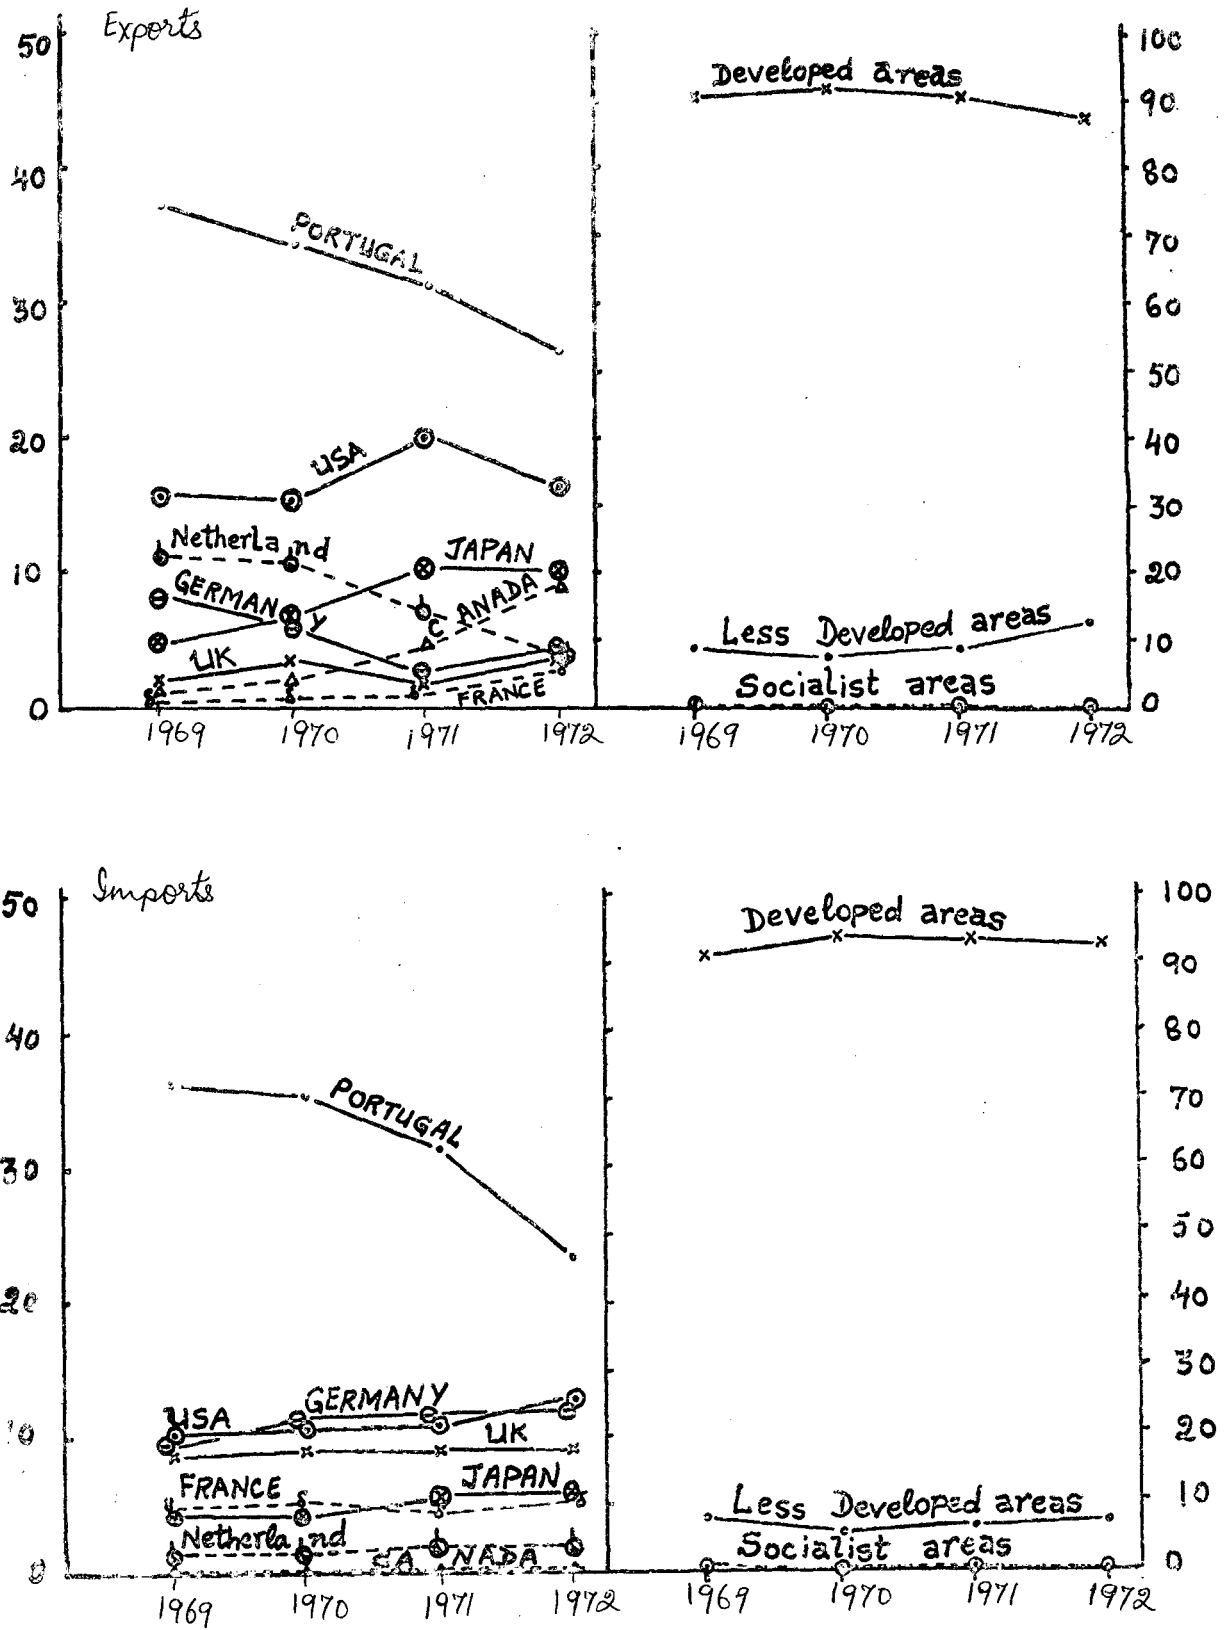 Exports
50
40
30
20
10
0
PORTUGAL
USA
Netherland
JAPAN
GERMANY
CANADA
UK
FRANCE
1969 1970 1971 1972
Developed areas
Less Developed areas
Socialist areas
100
90
80
70
60
50
40
30
20
10
0
1969 1970 1971 1972
Imports
50
40
30
20
10
0
PORTUGAL
GERMANY
USA
UK
FRANCE
JAPAN
Netherland
CANADA
1969 1970 1971 1972
Developed areas
Less Developed areas
Socialist areas
100
90
80
70
60
50
40
30
20
10
0
1969 1970 1971 1972